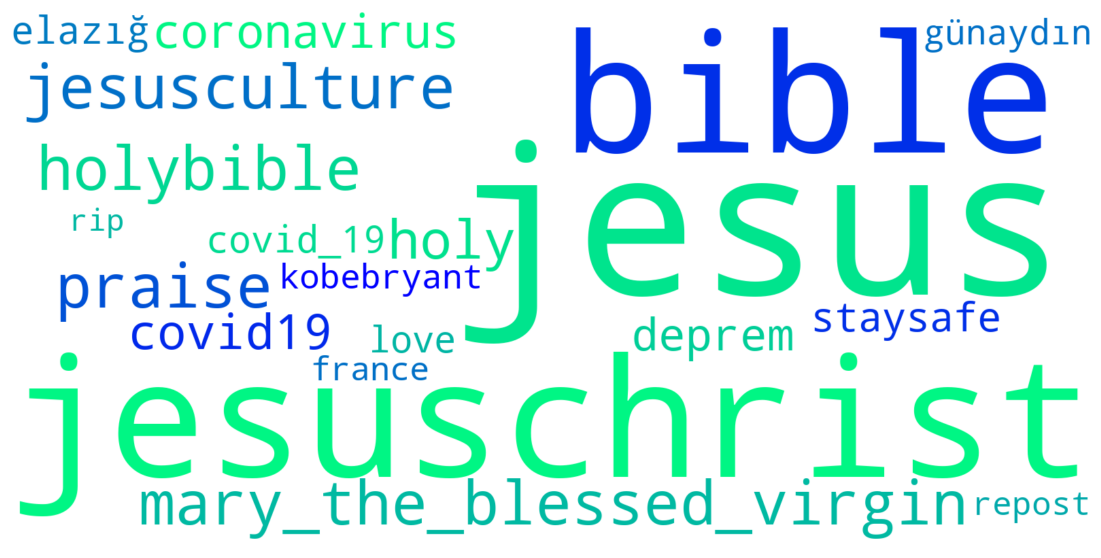 elazığ
coronavirus
günaydın
bible
jesusculture
holybible
jesus
rip
covid_19
holy
praise
kobebryant
covid19
love
deprem
staysafe
france
jesuschrist
mary_the_blessed_virgin
repost